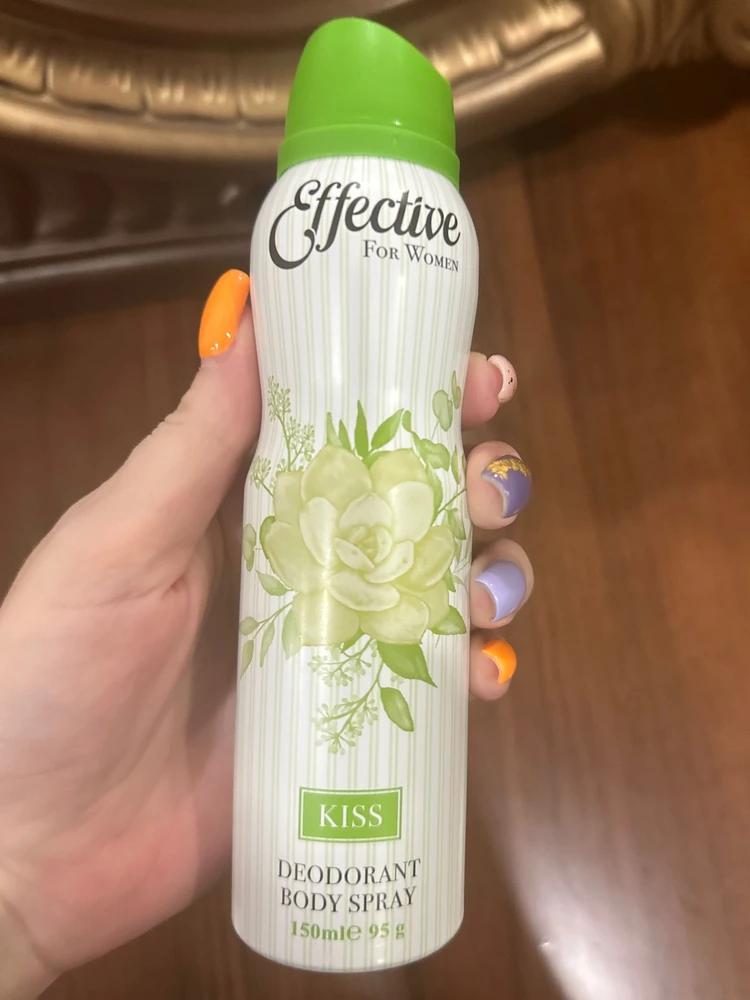 Effective
For Women
KISS
DEODORANT
BODY SPRAY
150ml℮ 95 g